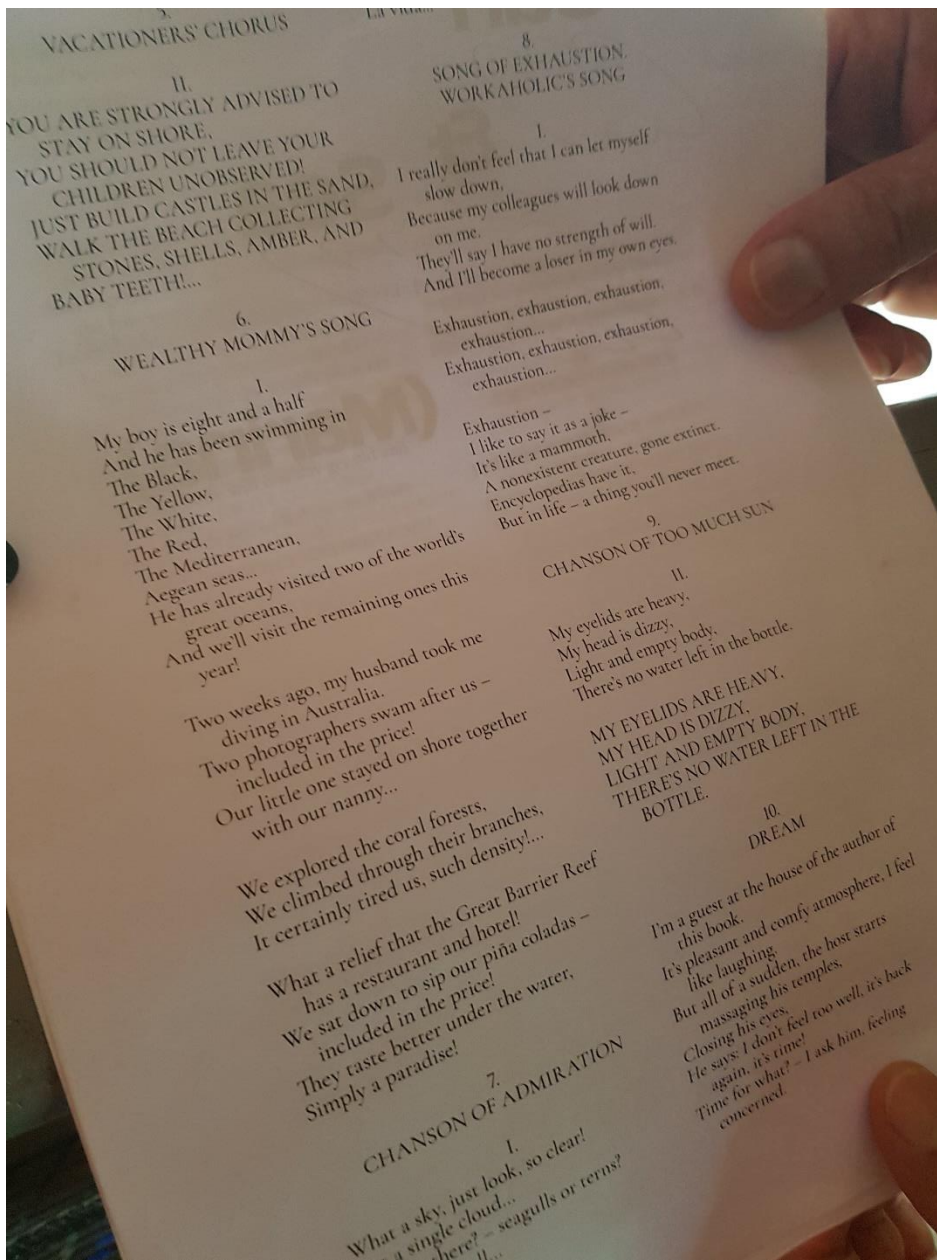 5.
VACATIONERS' CHORUS
II.
YOU ARE STRONGLY ADVISED TO
STAY ON SHORE,
YOU SHOULD NOT LEAVE YOUR
CHILDREN UNOBSERVED!
JUST BUILD CASTLES IN THE SAND,
WALK THE BEACH COLLECTING
STONES, SHELLS, AMBER, AND
BABY TEETH!...
6.
WEALTHY MOMMY'S SONG
I.
My boy is eight and a half
And he has been swimming in
The Black,
The Yellow,
The White,
The Red,
The Mediterranean,
Aegean seas...
He has already visited two of the world's
great oceans,
And we'll visit the remaining ones this
year!
Two weeks ago, my husband took me
diving in Australia.
Two photographers swam after us –
included in the price!
Our little one stayed on shore together
with our nanny...
We explored the coral forests,
We climbed through their branches,
It certainly tired us, such density!...
What a relief that the Great Barrier Reef
has a restaurant and hotel!
We sat down to sip our piña coladas –
included in the price!
They taste better under the water,
Simply a paradise!
7.
CHANSON OF ADMIRATION
I.
What a sky, just look, so clear!
a single cloud...
– seagulls or terns?
La vida...
8.
SONG OF EXHAUSTION.
WORKAHOLIC'S SONG
I.
I really don't feel that I can let myself
slow down,
Because my colleagues will look down
on me.
They'll say I have no strength of will.
And I'll become a loser in my own eyes.
Exhaustion, exhaustion, exhaustion,
exhaustion...
Exhaustion, exhaustion, exhaustion,
exhaustion...
Exhaustion –
I like to say it as a joke –
It's like a mammoth,
A nonexistent creature, gone extinct.
Encyclopedias have it,
But in life – a thing you'll never meet.
9.
CHANSON OF TOO MUCH SUN
II.
My eyelids are heavy,
My head is dizzy,
Light and empty body,
There's no water left in the bottle.
MY EYELIDS ARE HEAVY,
MY HEAD IS DIZZY,
LIGHT AND EMPTY BODY,
THERE'S NO WATER LEFT IN THE
BOTTLE.
10.
DREAM
I'm a guest at the house of the author of
this book.
It's pleasant and comfy atmosphere, I feel
like laughing,
But all of a sudden, the host starts
massaging his temples,
Closing his eyes,
He says: I don't feel too well, it's back
again, it's time!
Time for what? – I ask him, feeling
concerned.